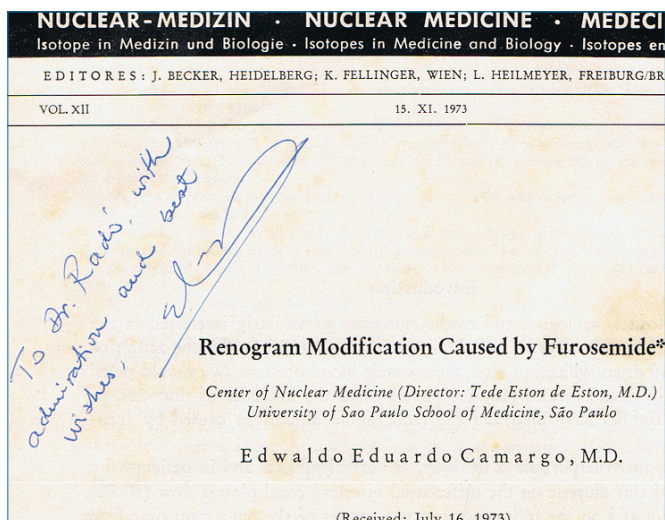 NUCLEAR-MEDIZIN · NUCLEAR MEDICINE · MEDECI
Isotope in Medizin und Biologie · Isotopes in Medicine and Biology · Isotopes en
EDITORES: J. BECKER, HEIDELBERG; K. FELLINGER, WIEN; L. HEILMEYER, FREIBURG/BR
VOL. XII 15. XI. 1973
To Dr. Radó, with
admiration and best
wishes,
Renogram Modification Caused by Furosemide*
Center of Nuclear Medicine (Director: Tede Eston de Eston, M.D.)
University of Sao Paulo School of Medicine, São Paulo
Edwaldo Eduardo Camargo, M.D.
(Received: July 16, 1973)